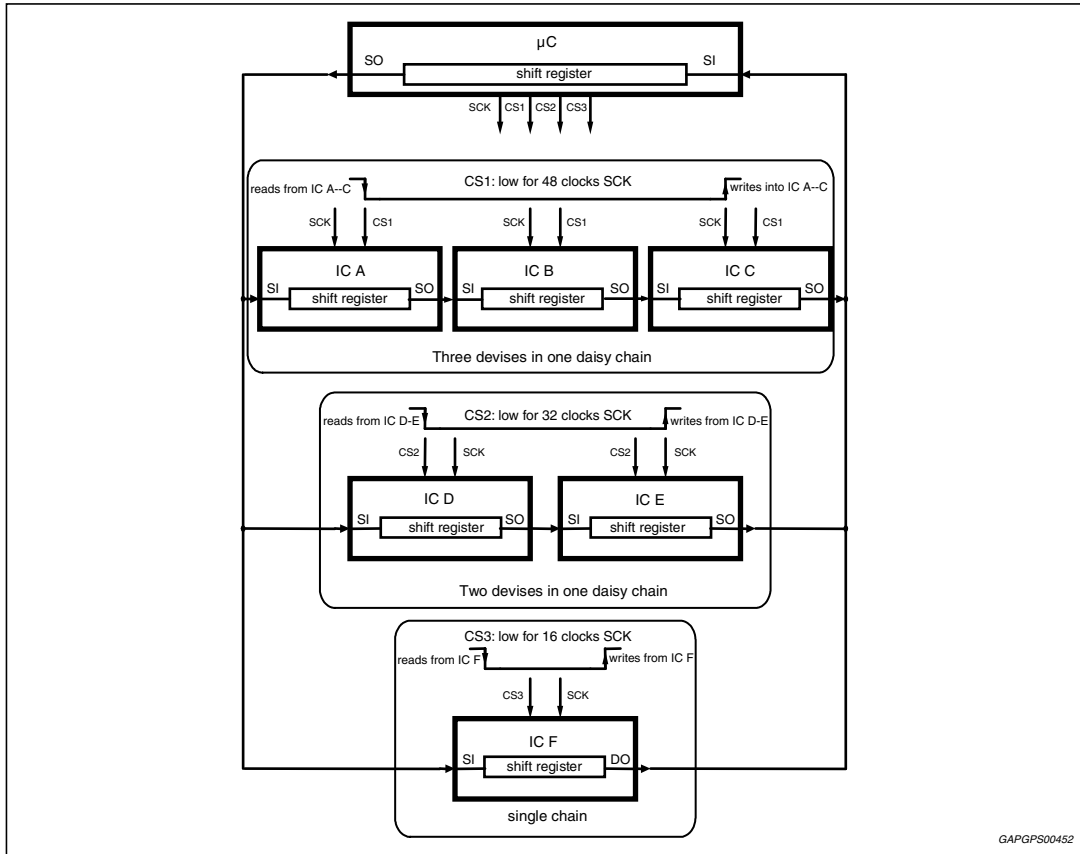 µC
SO
shift register
SI
SCK
CS1
CS2
CS3
CS1: low for 48 clocks SCK
reads from IC A--C
writes into IC A--C
SCK
CS1
SCK
CS1
SCK
CS1
IC A
IC B
IC C
SI
shift register
SO
SI
shift register
SO
SI
shift register
SO
Three devises in one daisy chain
CS2: low for 32 clocks SCK
reads from IC D-E
writes from IC D-E
CS2
SCK
CS2
SCK
IC D
IC E
SI
shift register
SO
SI
shift register
SO
Two devises in one daisy chain
CS3: low for 16 clocks SCK
reads from IC F
writes from IC F
CS3
SCK
IC F
SI
shift register
DO
single chain
GAPGPS00452